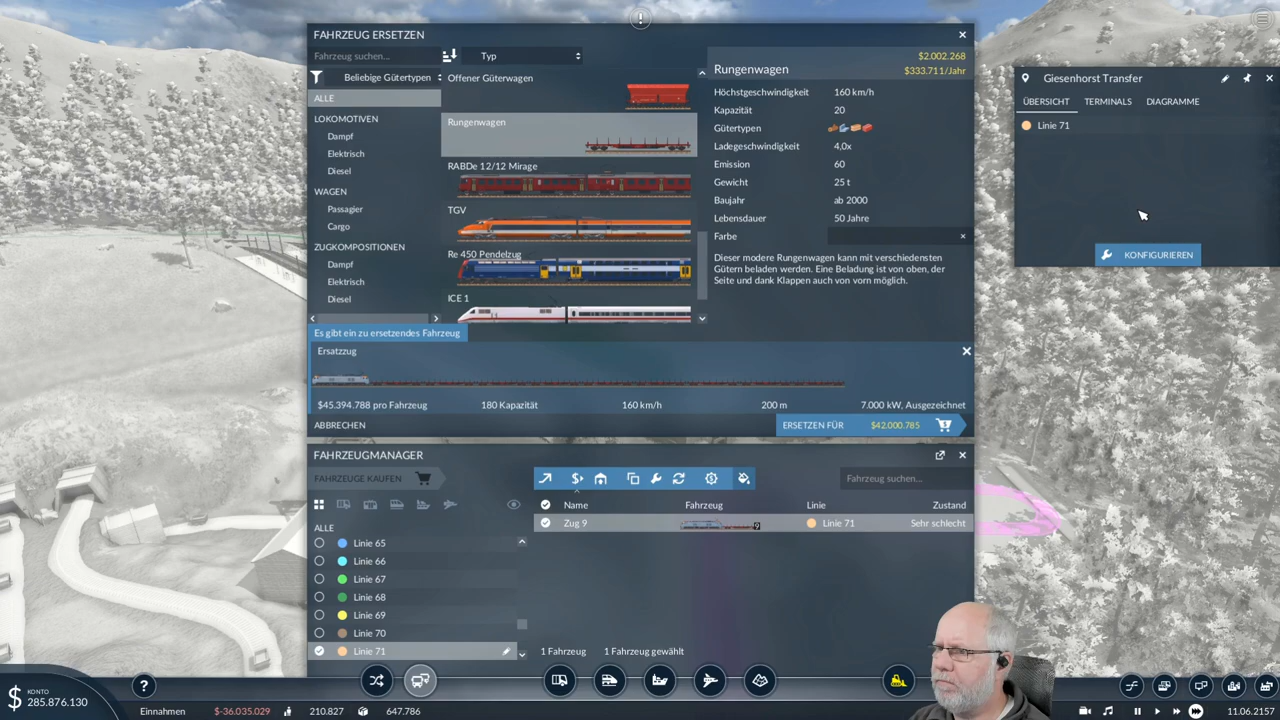 FAHRZEUG ERSETZEN
Fahrzeug suchen...
Typ
Beliebige Gütertypen
ALLE
LOKOMOTIVEN
Dampf
Elektrisch
Diesel
WAGEN
Passagier
Cargo
ZUGKOMPOSITIONEN
Dampf
Elektrisch
Diesel
Offener Güterwagen
Rungenwagen
RABDe 12/12 Mirage
TGV
Re 450 Pendelzug
ICE 1
$2.002.268
Rungenwagen
$333.711/Jahr
Höchstgeschwindigkeit 160 km/h
Kapazität 20
Gütertypen
Ladegeschwindigkeit 4,0x
Emission 60
Gewicht 25 t
Baujahr ab 2000
Lebensdauer 50 Jahre
Farbe
Dieser modere Rungenwagen kann mit verschiedensten
Gütern beladen werden. Eine Beladung ist von oben, der
Seite und dank Klappen auch von vorn möglich.
Es gibt ein zu ersetzendes Fahrzeug
Ersatzzug
$45.394.788 pro Fahrzeug 180 Kapazität 160 km/h 200 m 7.000 kW, Ausgezeichnet
ABBRECHEN
ERSETZEN FÜR $42.000.785
Giesenhorst Transfer
ÜBERSICHT TERMINALS DIAGRAMME
Linie 71
KONFIGURIEREN
FAHRZEUGMANAGER
FAHRZEUGE KAUFEN
Fahrzeug suchen...
ALLE
Linie 65
Linie 66
Linie 67
Linie 68
Linie 69
Linie 70
Linie 71
Name Fahrzeug Linie Zustand
Zug 9 Linie 71 Sehr schlecht
1 Fahrzeug 1 Fahrzeug gewählt
KONTO
285.876.130
?
Einnahmen $-36.035.029 210.827 647.786
11.06.2157